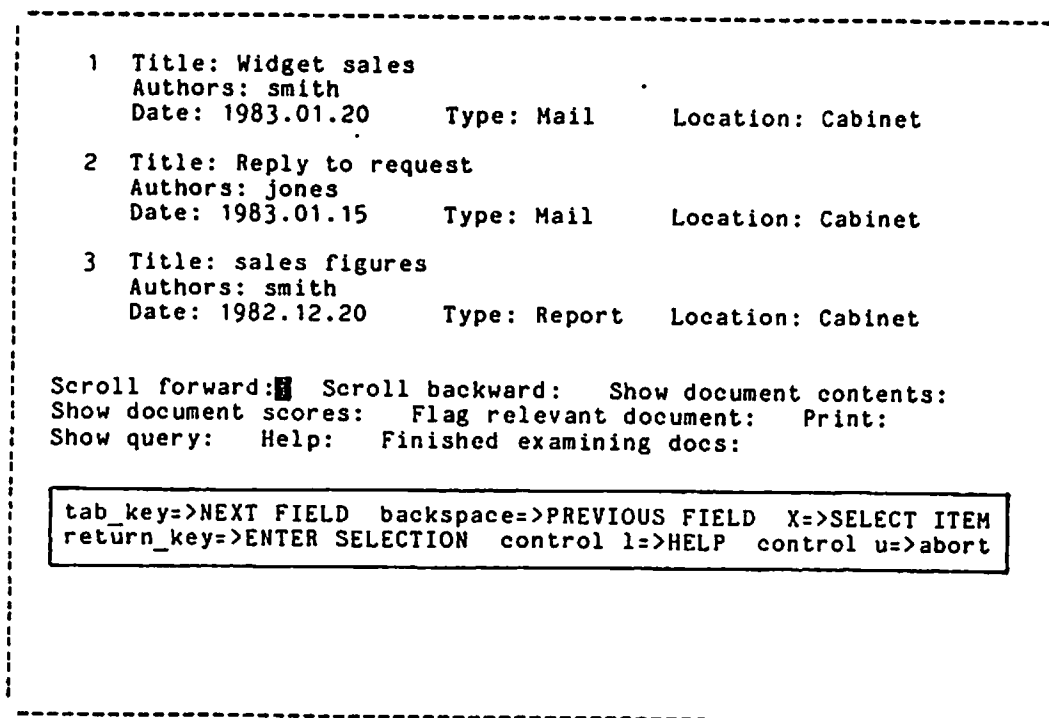 1 Title: Widget sales
Authors: smith
Date: 1983.01.20 Type: Mail Location: Cabinet
2 Title: Reply to request
Authors: jones
Date: 1983.01.15 Type: Mail Location: Cabinet
3 Title: sales figures
Authors: smith
Date: 1982.12.20 Type: Report Location: Cabinet
Scroll forward: Scroll backward: Show document contents:
Show document scores: Flag relevant document: Print:
Show query: Help: Finished examining docs:
tab_key=>NEXT FIELD backspace=>PREVIOUS FIELD X=>SELECT ITEM
return_key=>ENTER SELECTION control l=>HELP control u=>abort